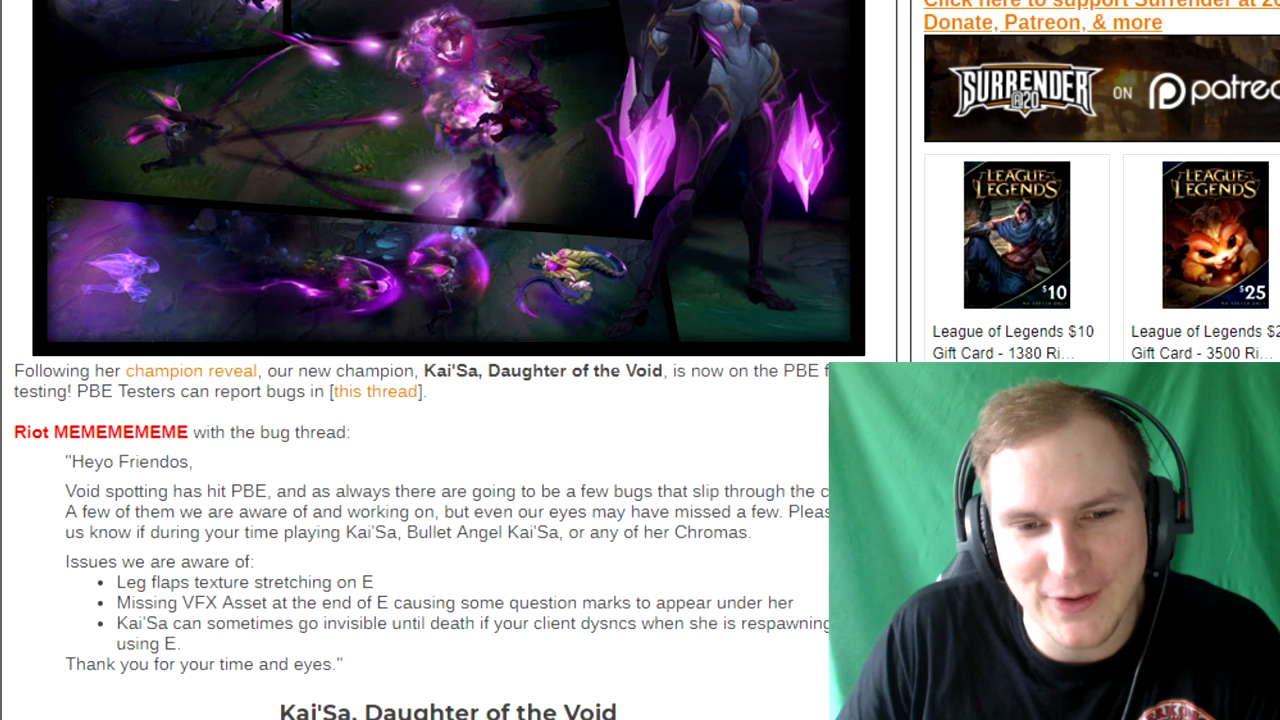 Click here to support Surrender at 20
Donate, Patreon, & more
SURRENDER
@20
ON
patreo
LEAGUE OF
LEGENDS
$10
LEAGUE OF
LEGENDS
$25
League of Legends $10
Gift Card - 1380 Ri...
League of Legends $2
Gift Card - 3500 Ri...
Following her champion reveal, our new champion, Kai'Sa, Daughter of the Void, is now on the PBE f
testing! PBE Testers can report bugs in [this thread].
Riot MEMEMEMEME with the bug thread:
"Heyo Friendos,
Void spotting has hit PBE, and as always there are going to be a few bugs that slip through the c
A few of them we are aware of and working on, but even our eyes may have missed a few. Pleas
us know if during your time playing Kai'Sa, Bullet Angel Kai'Sa, or any of her Chromas.
Issues we are aware of:
• Leg flaps texture stretching on E
• Missing VFX Asset at the end of E causing some question marks to appear under her
• Kai'Sa can sometimes go invisible until death if your client dysncs when she is respawning
using E.
Thank you for your time and eyes."
Kai'Sa, Daughter of the Void